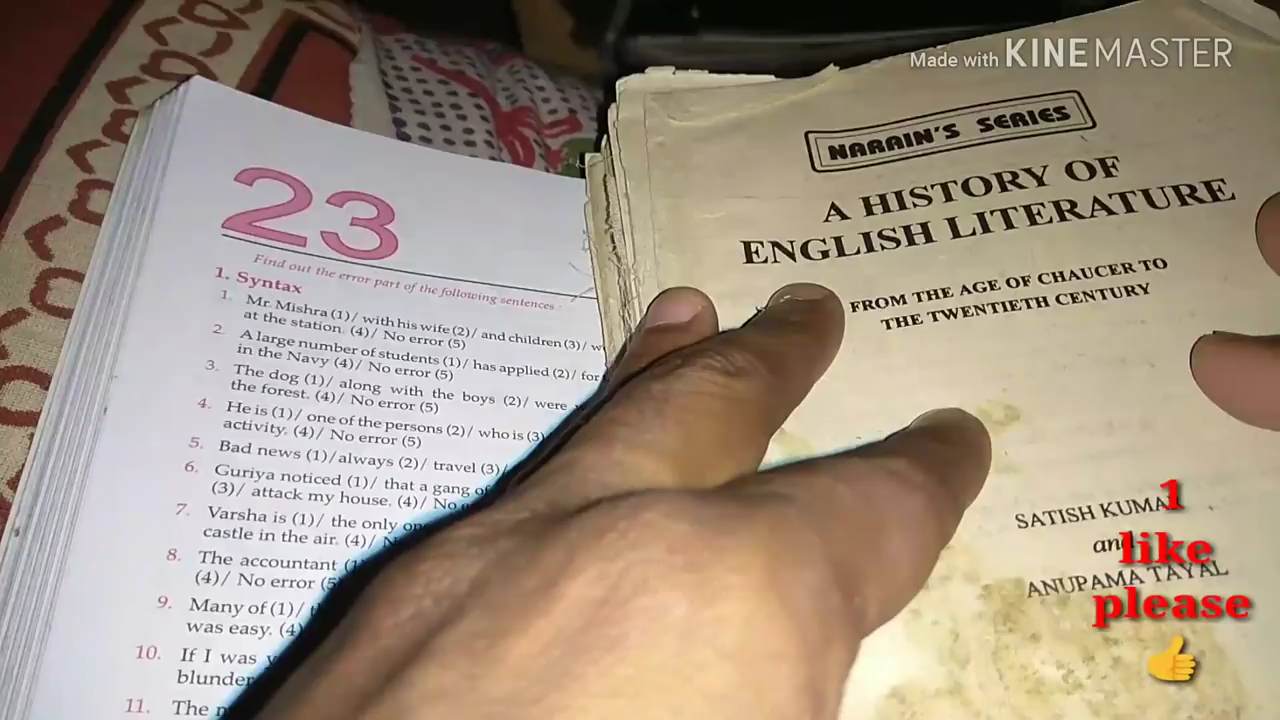 Made with KINEMASTER
23
Find out the error part of the following sentences
1. Syntax
1. Mr. Mishra (1)/ with his wife (2)/ and children (3)/
at the station. (4)/ No error (5)
2. A large number of students (1)/ has applied (2)/ for
in the Navy (4)/ No error (5)
3. The dog (1)/ along with the boys (2)/ were
the forest. (4)/ No error (5)
4. He is (1)/ one of the persons (2)/ who is (3)
activity. (4)/ No error (5)
5. Bad news (1)/always (2)/ travel (3)/
6. Guriya noticed (1)/ that a gang of
(3)/ attack my house. (4)/ No
7. Varsha is (1)/ the only
castle in the air. (4)/
8. The accountant
(4)/ No error (5
9. Many of (1)/
was easy. (4)
10. If I was
blunder
11. The
NARAIN'S SERIES
A HISTORY OF
ENGLISH LITERATURE
FROM THE AGE OF CHAUCER TO
THE TWENTIETH CENTURY
SATISH KUMAR
and
ANUPAMA TAYAL
1
like
please